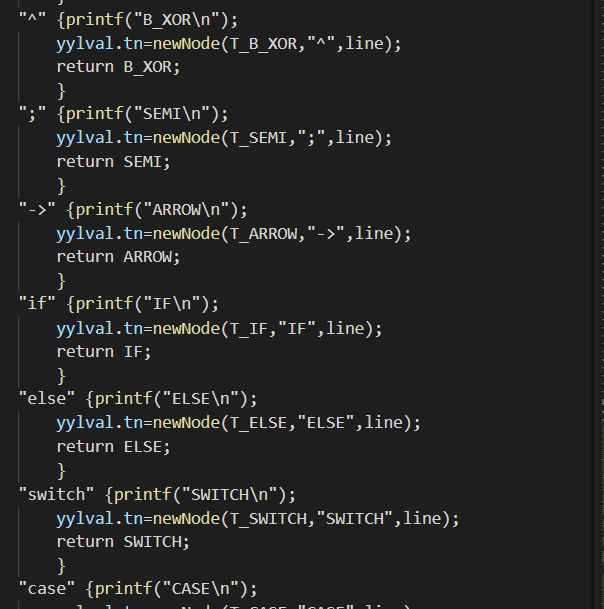 }
"^" {printf("B_XOR\n");
yylval.tn=newNode(T_B_XOR,"^",line);
return B_XOR;
}
";" {printf("SEMI\n");
yylval.tn=newNode(T_SEMI,";",line);
return SEMI;
}
"->" {printf("ARROW\n");
yylval.tn=newNode(T_ARROW,"->",line);
return ARROW;
}
"if" {printf("IF\n");
yylval.tn=newNode(T_IF,"IF",line);
return IF;
}
"else" {printf("ELSE\n");
yylval.tn=newNode(T_ELSE,"ELSE",line);
return ELSE;
}
"switch" {printf("SWITCH\n");
yylval.tn=newNode(T_SWITCH,"SWITCH",line);
return SWITCH;
}
"case" {printf("CASE\n");